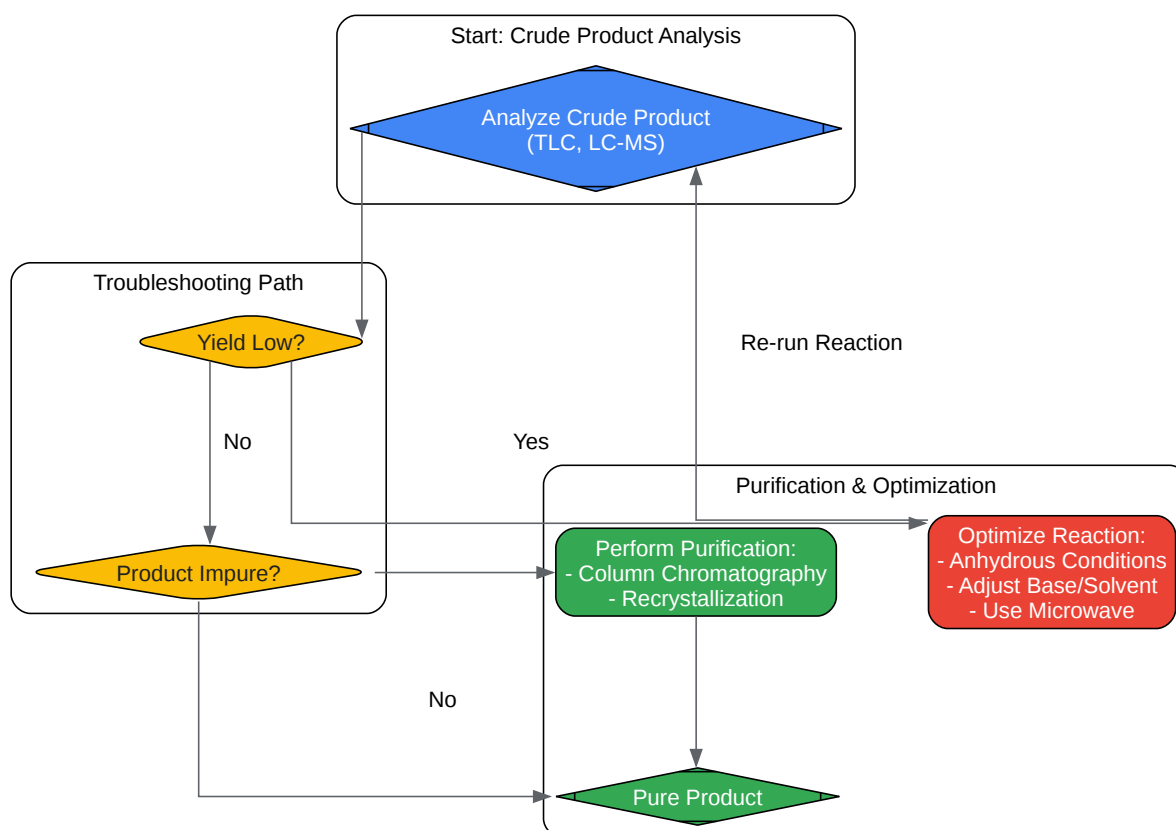 Start: Crude Product Analysis
Analyze Crude Product
(TLC, LC-MS)
Troubleshooting Path
Yield Low?
Re-run Reaction
No
Yes
Purification & Optimization
Perform Purification:
- Column Chromatography
- Recrystallization
Optimize Reaction:
- Anhydrous Conditions
- Adjust Base/Solvent
- Use Microwave
Product Impure?
No
Pure Product